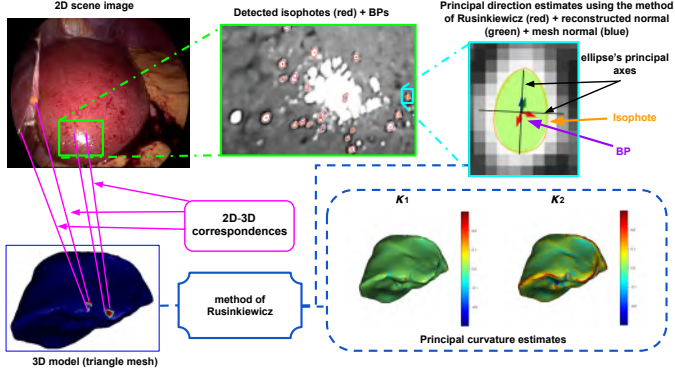 2D scene image
Detected isophotes (red) + BPs
Principal direction estimates using the method
of Rusinkiewicz (red) + reconstructed normal
(green) + mesh normal (blue)
ellipse's principal
axes
Isophote
BP
2D-3D
correspondences
K1
K2
method of
Rusinkiewicz
Principal curvature estimates
3D model (triangle mesh)